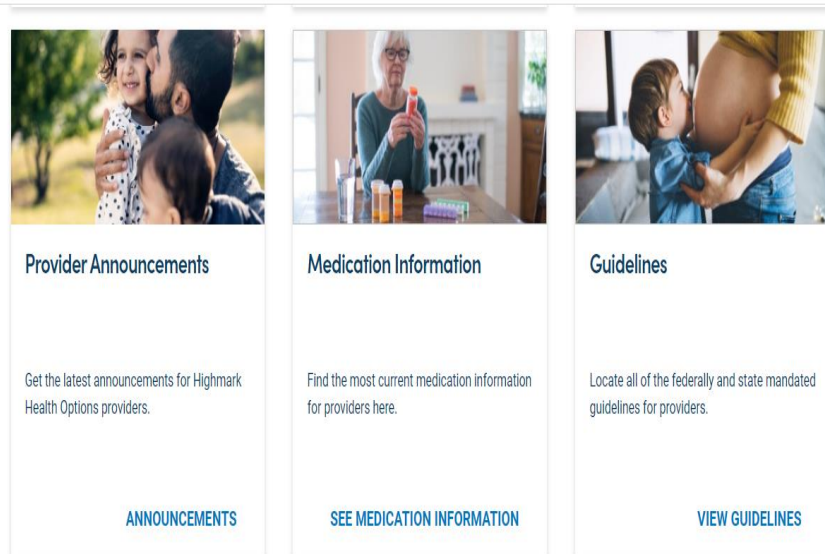 Provider Announcements
Get the latest announcements for Highmark
Health Options providers.
ANNOUNCEMENTS
Medication Information
Find the most current medication information
for providers here.
SEE MEDICATION INFORMATION
Guidelines
Locate all of the federally and state mandated
guidelines for providers.
VIEW GUIDELINES